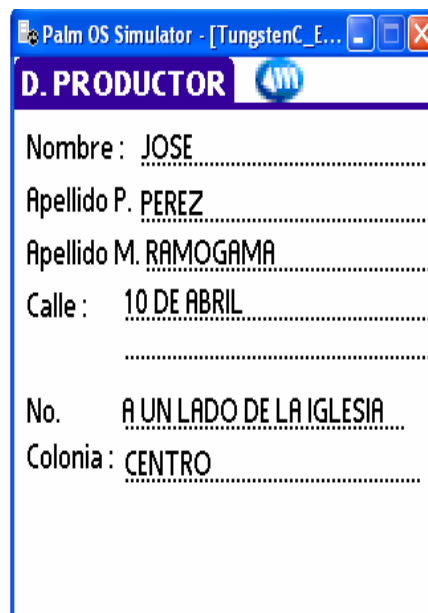 Palm OS Simulator - [TungstenC_E...
D. PRODUCTOR
Nombre : JOSE
Apellido P. PEREZ
Apellido M. RAMOGAMA
Calle : 10 DE ABRIL
No. A UN LADO DE LA IGLESIA
Colonia : CENTRO